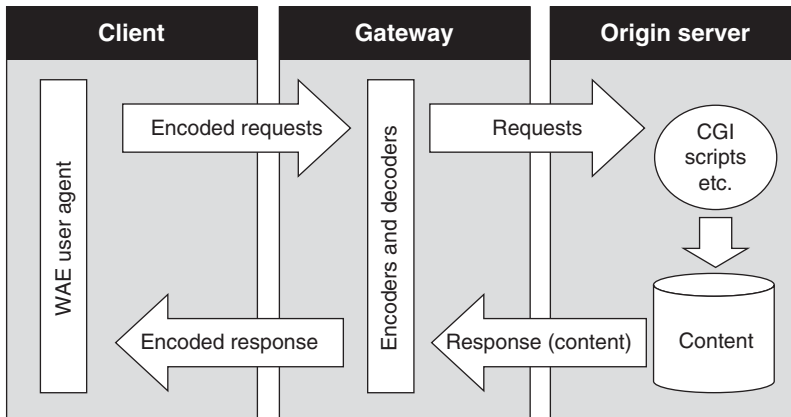 Client
Gateway
Origin server
WAE user agent
Encoded requests
Encoders and decoders
Requests
CGI
scripts
etc.
Encoded response
Response (content)
Content